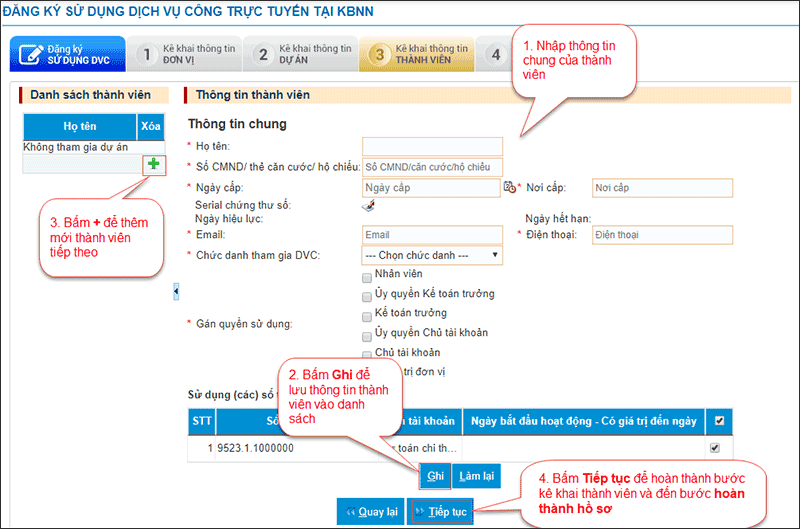 ĐĂNG KÝ SỬ DỤNG DỊCH VỤ CÔNG TRỰC TUYẾN TẠI KBNN
Đăng ký
SỬ DỤNG DVC
1 Kê khai thông tin
ĐƠN VỊ
2 Kê khai thông tin
DỰ ÁN
3 Kê khai thông tin
THÀNH VIÊN
4
1. Nhập thông tin
chung của thành
viên
Danh sách thành viên
Họ tên Xóa
Không tham gia dự án
3. Bấm + để thêm
mới thành viên
tiếp theo
Thông tin thành viên
Thông tin chung
* Họ tên:
* Số CMND/ thẻ căn cước/ hộ chiếu: Số CMND/căn cước/hộ chiếu
* Ngày cấp: Ngày cấp * Nơi cấp: Nơi cấp
Serial chứng thư số:
Ngày hiệu lực: Ngày hết hạn:
* Email: Email * Điện thoại: Điện thoại
* Chức danh tham gia DVC: --- Chọn chức danh ---
* Gán quyền sử dụng:
Nhân viên
Ủy quyền Kế toán trưởng
Kế toán trưởng
Ủy quyền Chủ tài khoản
Chủ tài khoản
trị đơn vị
2. Bấm Ghi để
lưu thông tin thành
viên vào danh
sách
Sử dụng (các) số
STT Số tài khoản Ngày bắt đầu hoạt động - Có giá trị đến ngày
1 9523.1.1000000 toán chi th...
Ghi Làm lại
Quay lại Tiếp tục
4. Bấm Tiếp tục để hoàn thành bước
kê khai thành viên và đến bước hoàn
thành hồ sơ